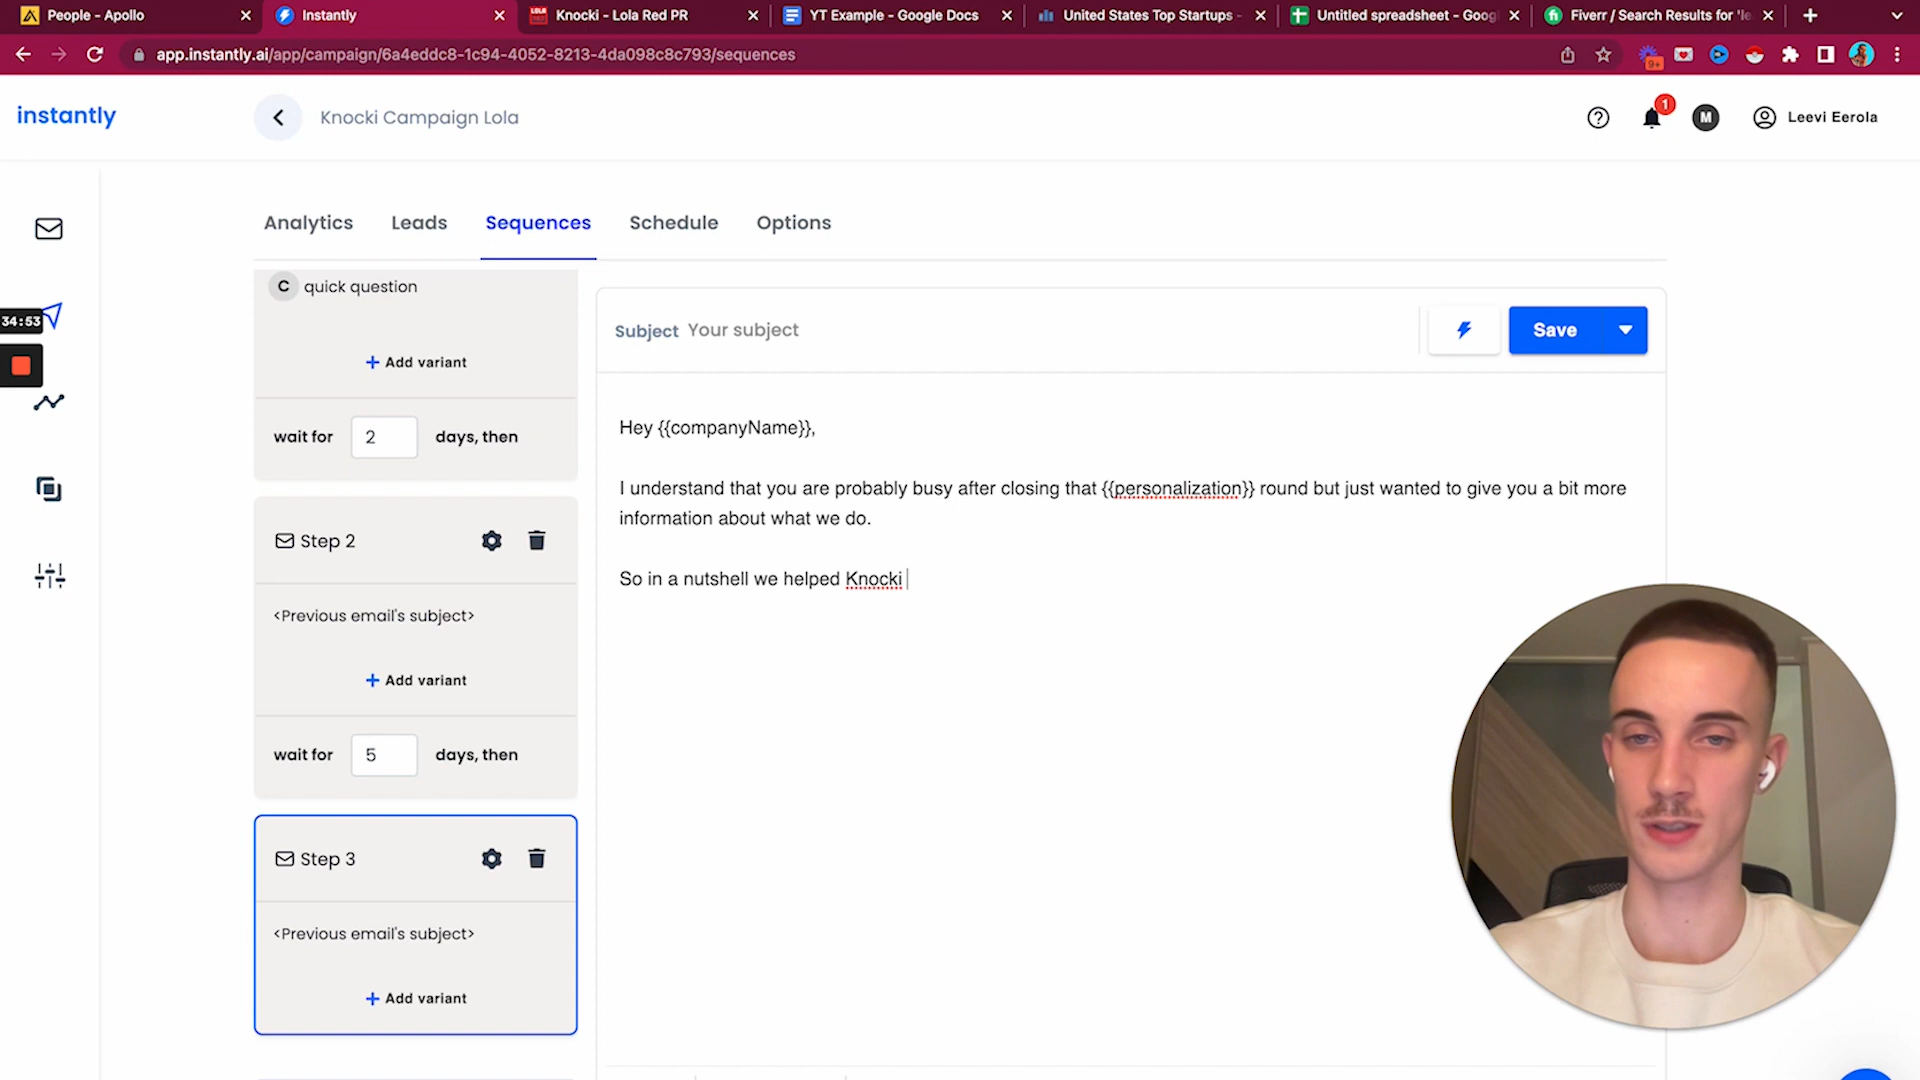 People - Apollo
Instantly
Knocki - Lola Red PR
YT Example - Google Docs
United States Top Startups -
Untitled spreadsheet - Goog
Fiverr / Search Results for 'le
app.instantly.ai/app/campaign/6a4eddc8-1c94-4052-8213-4da098c8c793/sequences
9+
instantly
Knocki Campaign Lola
1
M
Leevi Eerola
Analytics
Leads
Sequences
Schedule
Options
34:53
C quick question
+ Add variant
wait for 2 days, then
Step 2
<Previous email's subject>
+ Add variant
wait for 5 days, then
Step 3
<Previous email's subject>
+ Add variant
Subject Your subject
Save
Hey {{companyName}},
I understand that you are probably busy after closing that {{personalization}} round but just wanted to give you a bit more
information about what we do.
So in a nutshell we helped Knocki